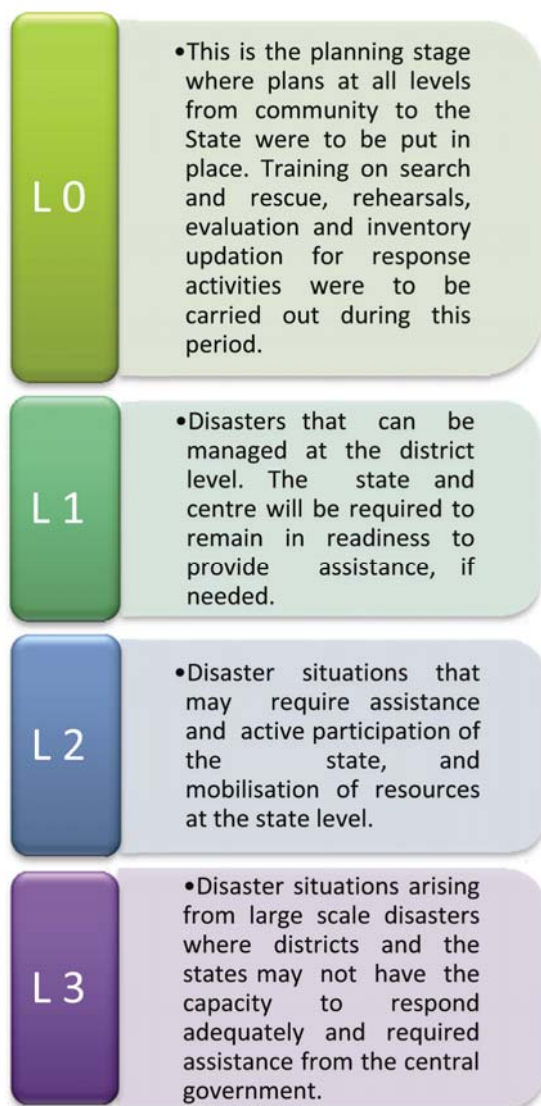 L 0
•This is the planning stage
where plans at all levels
from community to the
State were to be put in
place. Training on search
and rescue, rehearsals,
evaluation and inventory
updation for response
activities were to be
carried out during this
period.
L 1
•Disasters that can be
managed at the district
level. The state and
centre will be required to
remain in readiness to
provide assistance, if
needed.
L 2
•Disaster situations that
may require assistance
and active participation of
the state, and
mobilisation of resources
at the state level.
L 3
•Disaster situations arising
from large scale disasters
where districts and the
states may not have the
capacity to respond
adequately and required
assistance from the central
government.